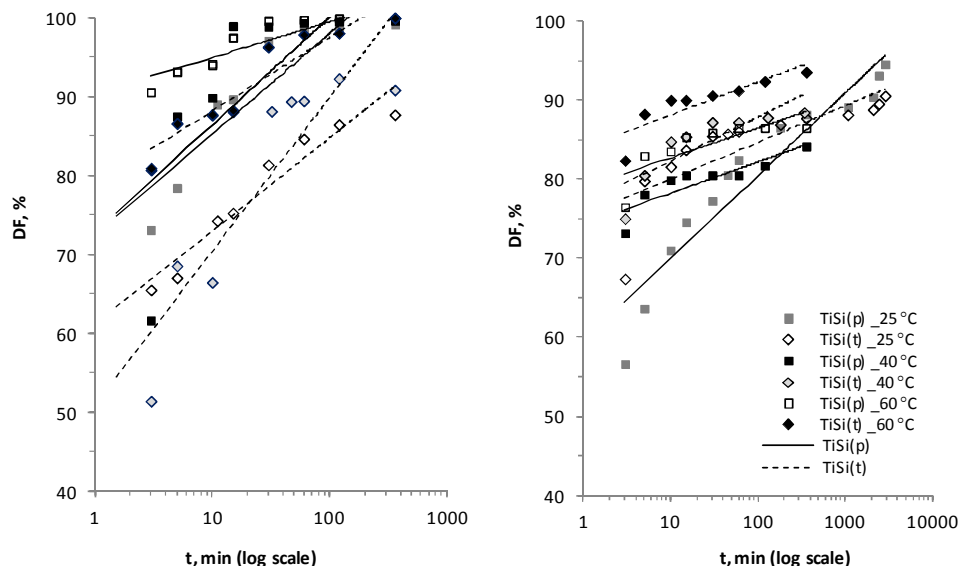 100
90
80
70
60
50
40
DF, %
1
10
100
1000
t, min (log scale)
100
90
80
70
60
50
40
DF, %
TiSi(p) _25 °C
TiSi(t) _25 °C
TiSi(p) _40 °C
TiSi(t) _40 °C
TiSi(p) _60 °C
TiSi(t) _60 °C
TiSi(p)
TiSi(t)
1
10
100
1000
10000
t, min (log scale)